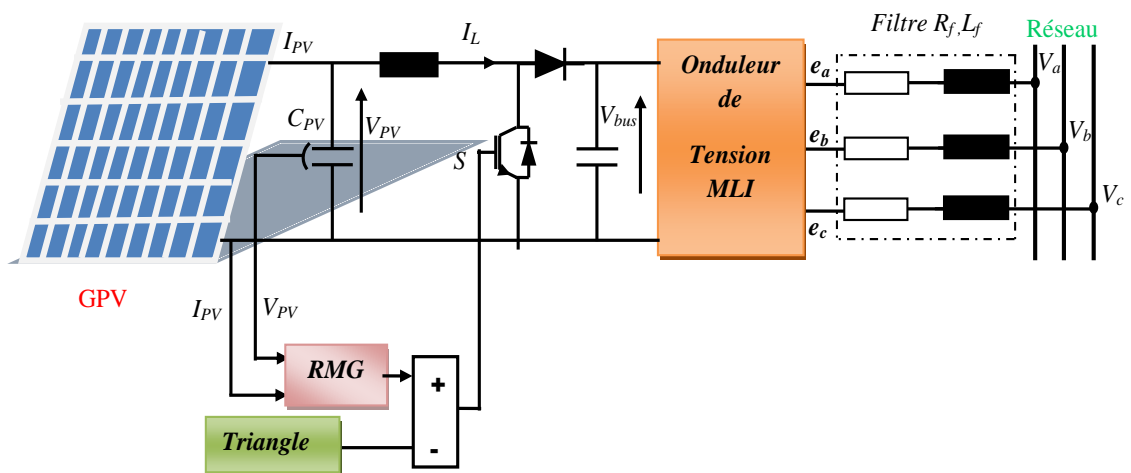 Filtre R_f,L_f
Réseau
I_PV
I_L
V_a
Onduleur
de
Tension
MLI
e_a
C_PV
V_PV
V_bus
S
e_b
V_b
e_c
V_c
GPV
I_PV
V_PV
RMG
+
-
Triangle